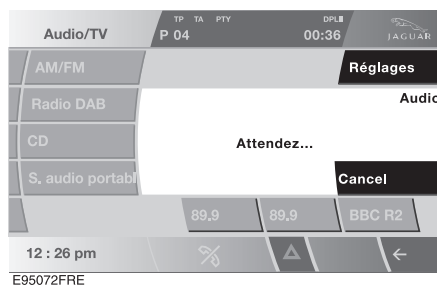 TP TA PTY DPL
Audio/TV P 04 00:36 JAGUAR
AM/FM Réglages
Radio DAB Audio
CD Attendez...
S. audio portabl Cancel
89.9 89.9 BBC R2
12 : 26 pm
E95072FRE